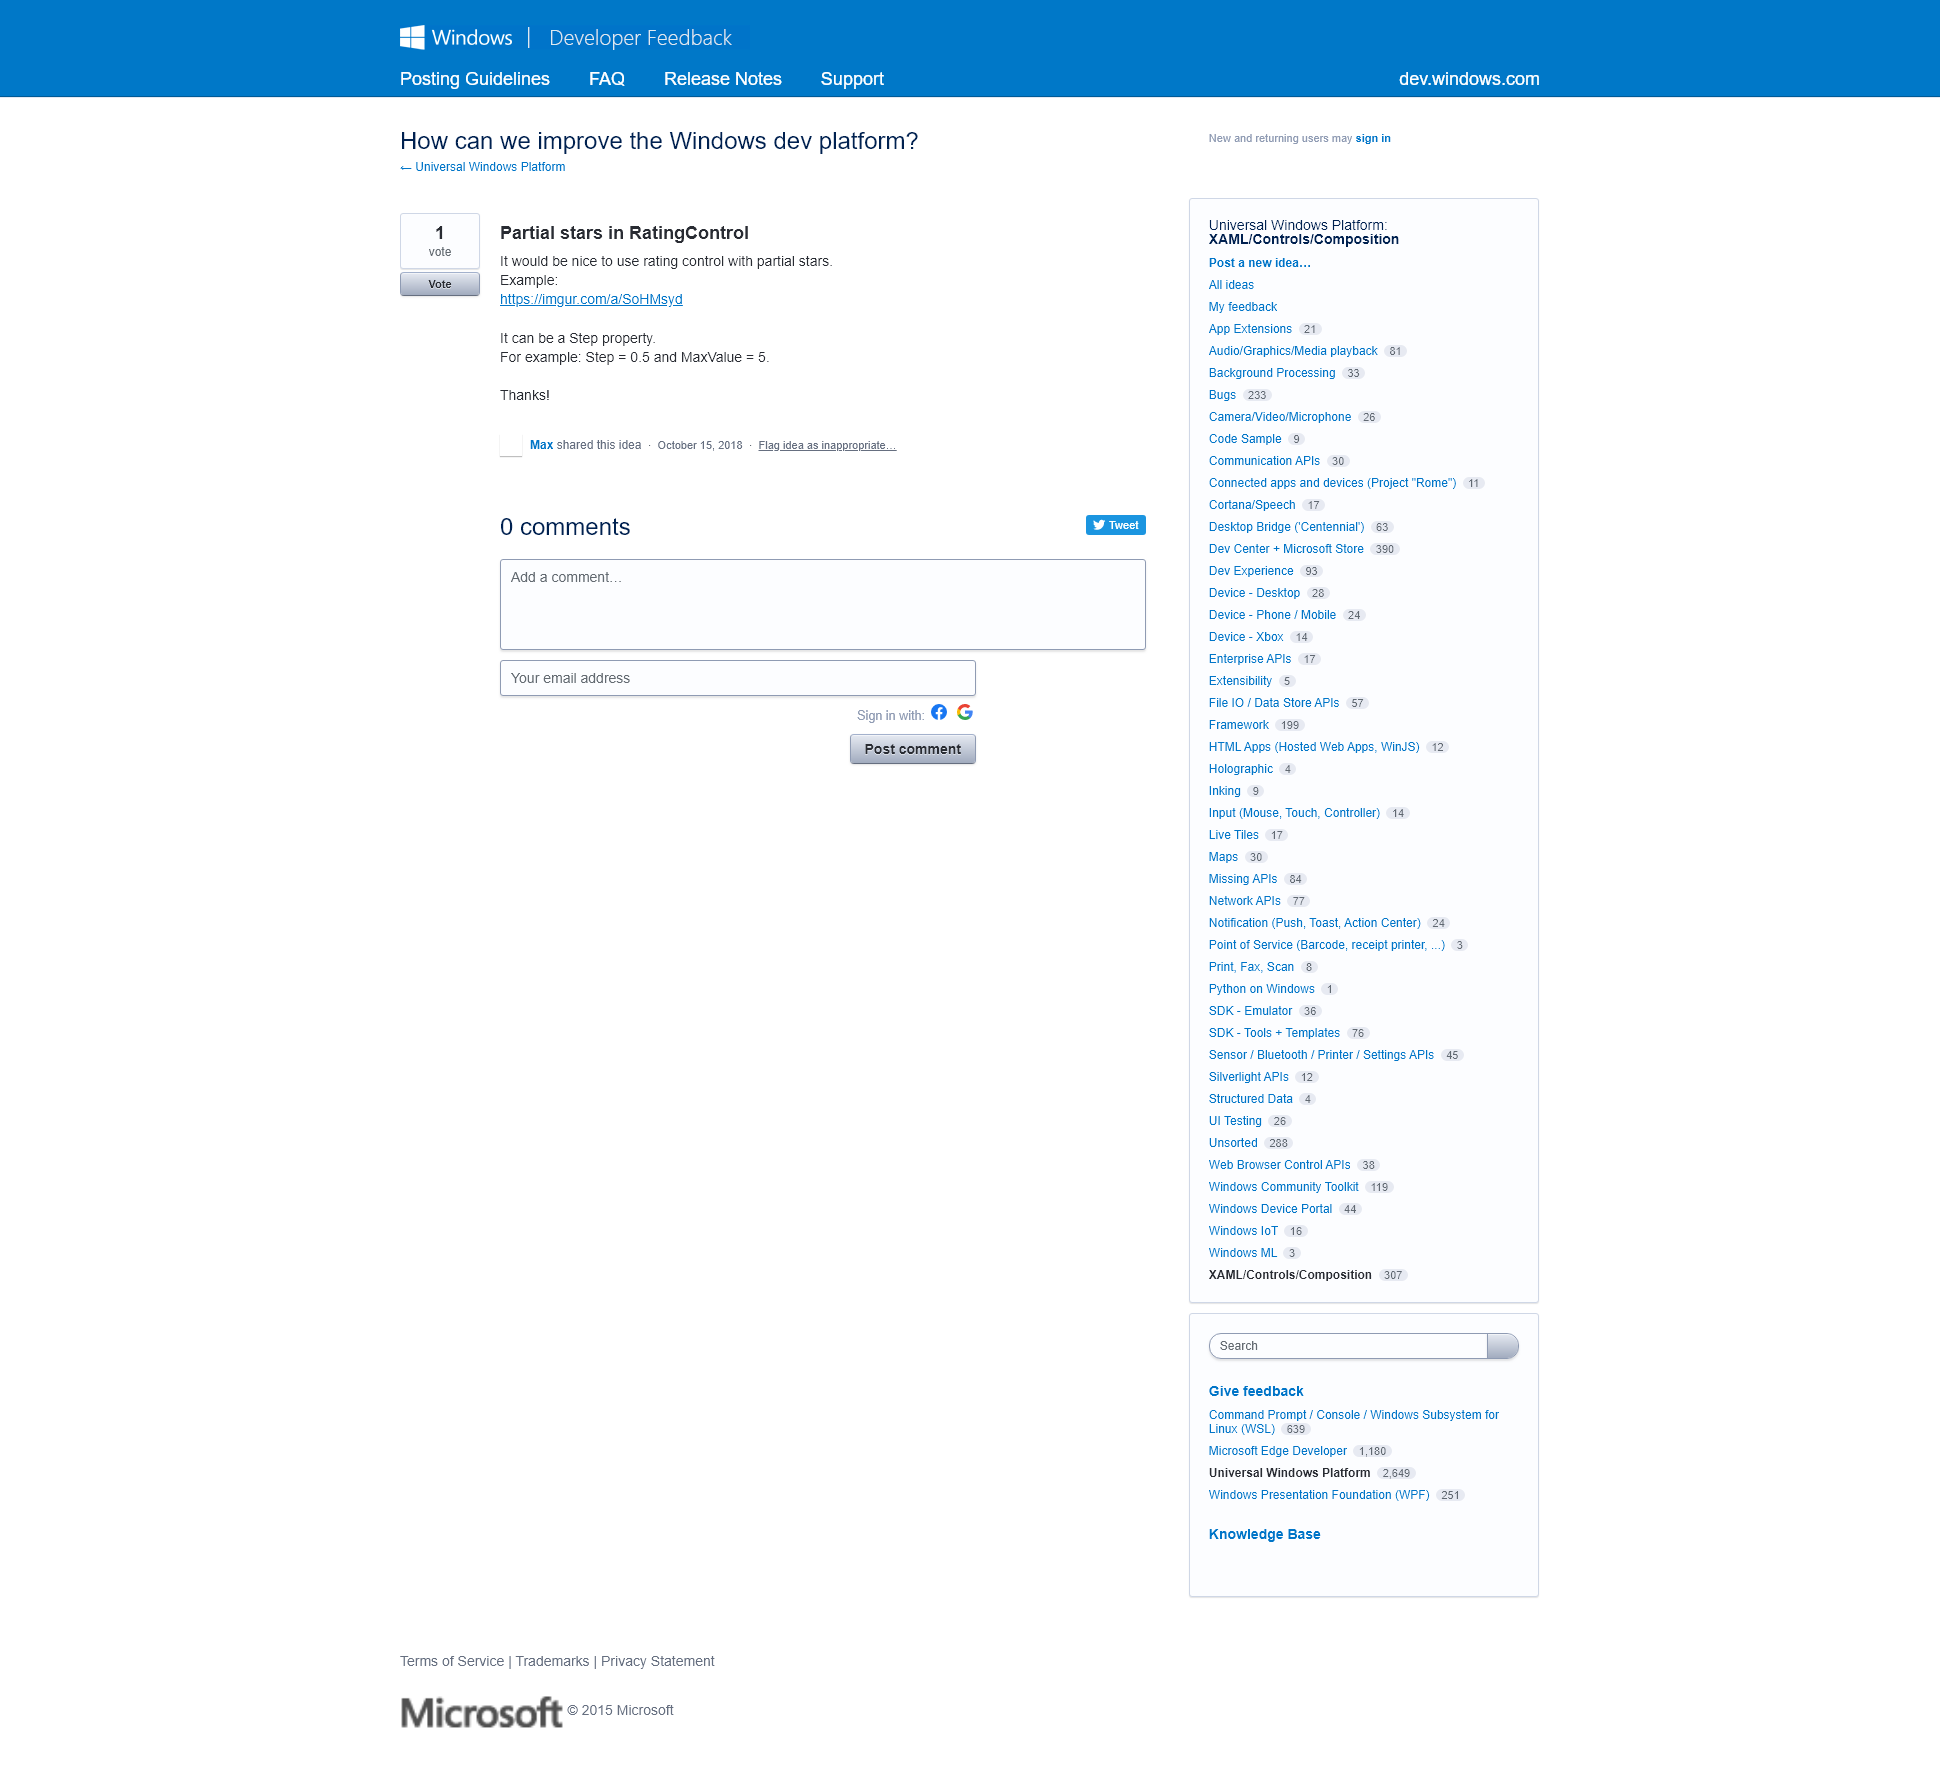 Windows | Developer Feedback
Posting Guidelines FAQ Release Notes Support dev.windows.com
How can we improve the Windows dev platform?
← Universal Windows Platform
New and returning users may sign in
1
vote
Vote
Partial stars in RatingControl
It would be nice to use rating control with partial stars.
Example:
https://imgur.com/a/SoHMsyd
It can be a Step property.
For example: Step = 0.5 and MaxValue = 5.
Thanks!
Max shared this idea · October 15, 2018 · Flag idea as inappropriate…
0 comments
Tweet
Add a comment…
Your email address
Sign in with:
Post comment
Universal Windows Platform:
XAML/Controls/Composition
Post a new idea…
All ideas
My feedback
App Extensions 21
Audio/Graphics/Media playback 81
Background Processing 33
Bugs 233
Camera/Video/Microphone 26
Code Sample 9
Communication APIs 30
Connected apps and devices (Project "Rome") 11
Cortana/Speech 17
Desktop Bridge ('Centennial') 63
Dev Center + Microsoft Store 390
Dev Experience 93
Device - Desktop 28
Device - Phone / Mobile 24
Device - Xbox 14
Enterprise APIs 17
Extensibility 5
File IO / Data Store APIs 57
Framework 199
HTML Apps (Hosted Web Apps, WinJS) 12
Holographic 4
Inking 9
Input (Mouse, Touch, Controller) 14
Live Tiles 17
Maps 30
Missing APIs 84
Network APIs 77
Notification (Push, Toast, Action Center) 24
Point of Service (Barcode, receipt printer, ...) 3
Print, Fax, Scan 8
Python on Windows 1
SDK - Emulator 36
SDK - Tools + Templates 76
Sensor / Bluetooth / Printer / Settings APIs 45
Silverlight APIs 12
Structured Data 4
UI Testing 26
Unsorted 288
Web Browser Control APIs 38
Windows Community Toolkit 119
Windows Device Portal 44
Windows IoT 16
Windows ML 3
XAML/Controls/Composition 307
Search
Give feedback
Command Prompt / Console / Windows Subsystem for
Linux (WSL) 639
Microsoft Edge Developer 1,180
Universal Windows Platform 2,649
Windows Presentation Foundation (WPF) 251
Knowledge Base
Terms of Service | Trademarks | Privacy Statement
Microsoft © 2015 Microsoft